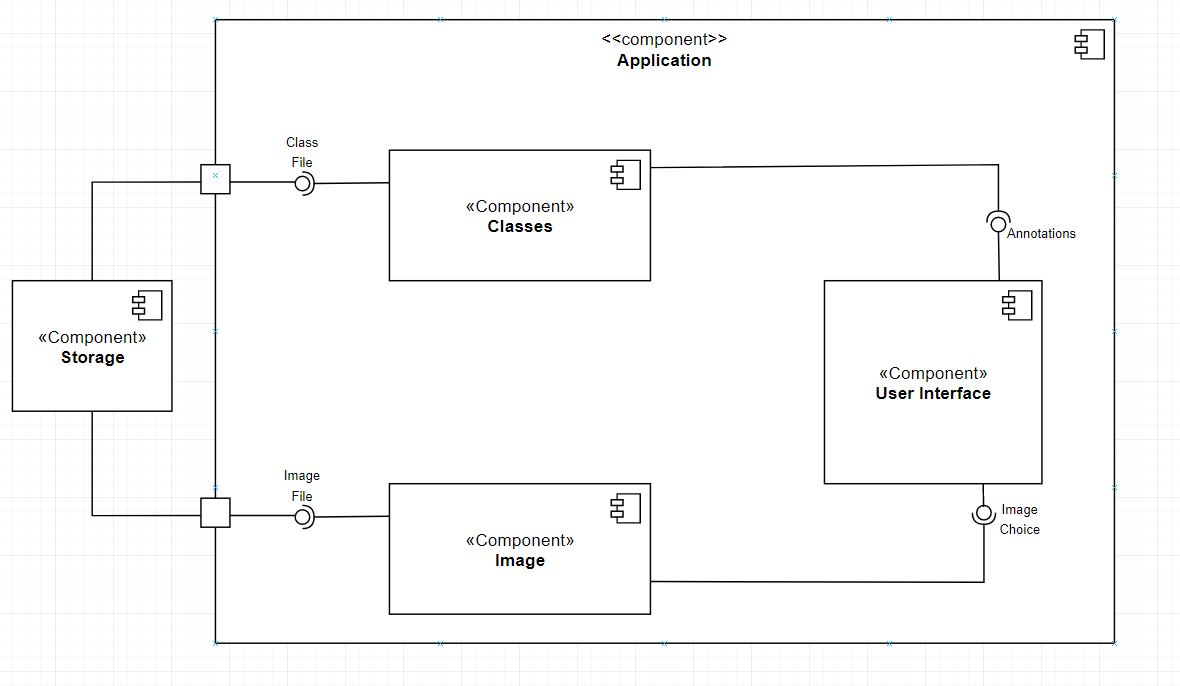 <<component>>
Application
Class
File
«Component»
Classes
Annotations
«Component»
Storage
«Component»
User Interface
Image
File
«Component»
Image
Image
Choice